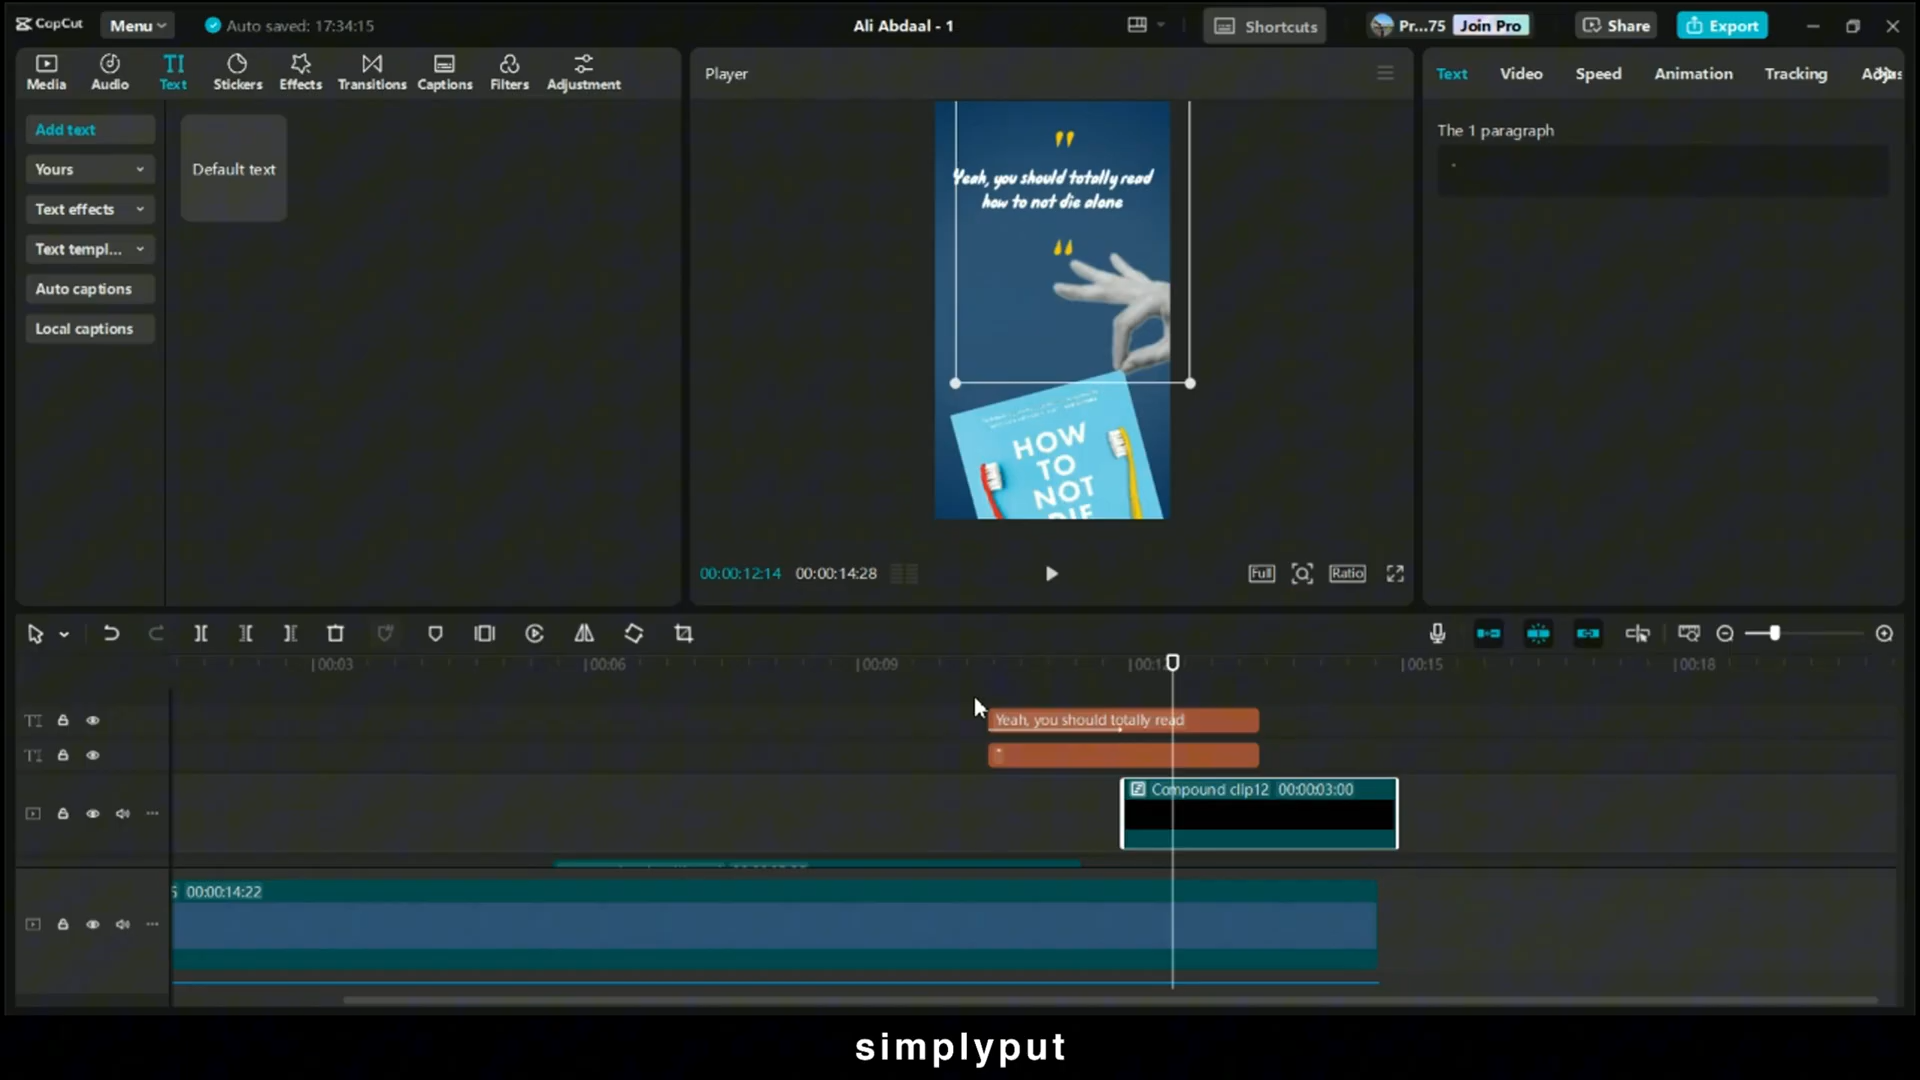 CapCut
Menu
Auto saved: 17:34:15
Ali Abdaal - 1
Shortcuts
Pr...75
Join Pro
Share
Export
Media
Audio
TI
Text
Stickers
Effects
Transitions
Captions
Filters
Adjustment
Add text
Yours
Text effects
Text templ...
Auto captions
Local captions
Default text
Player
"
Yeah, you should totally read
how to not die alone
"
HOW
TO
NOT
DIE
00:00:12:14
00:00:14:28
Full
Ratio
Text
Video
Speed
Animation
Tracking
The 1 paragraph
"
00:03
00:06
00:09
00:15
00:18
TI
Yeah, you should totally read
TI
"
Compound clip12 00:00:03:00
5 00:00:14:22
simplyput